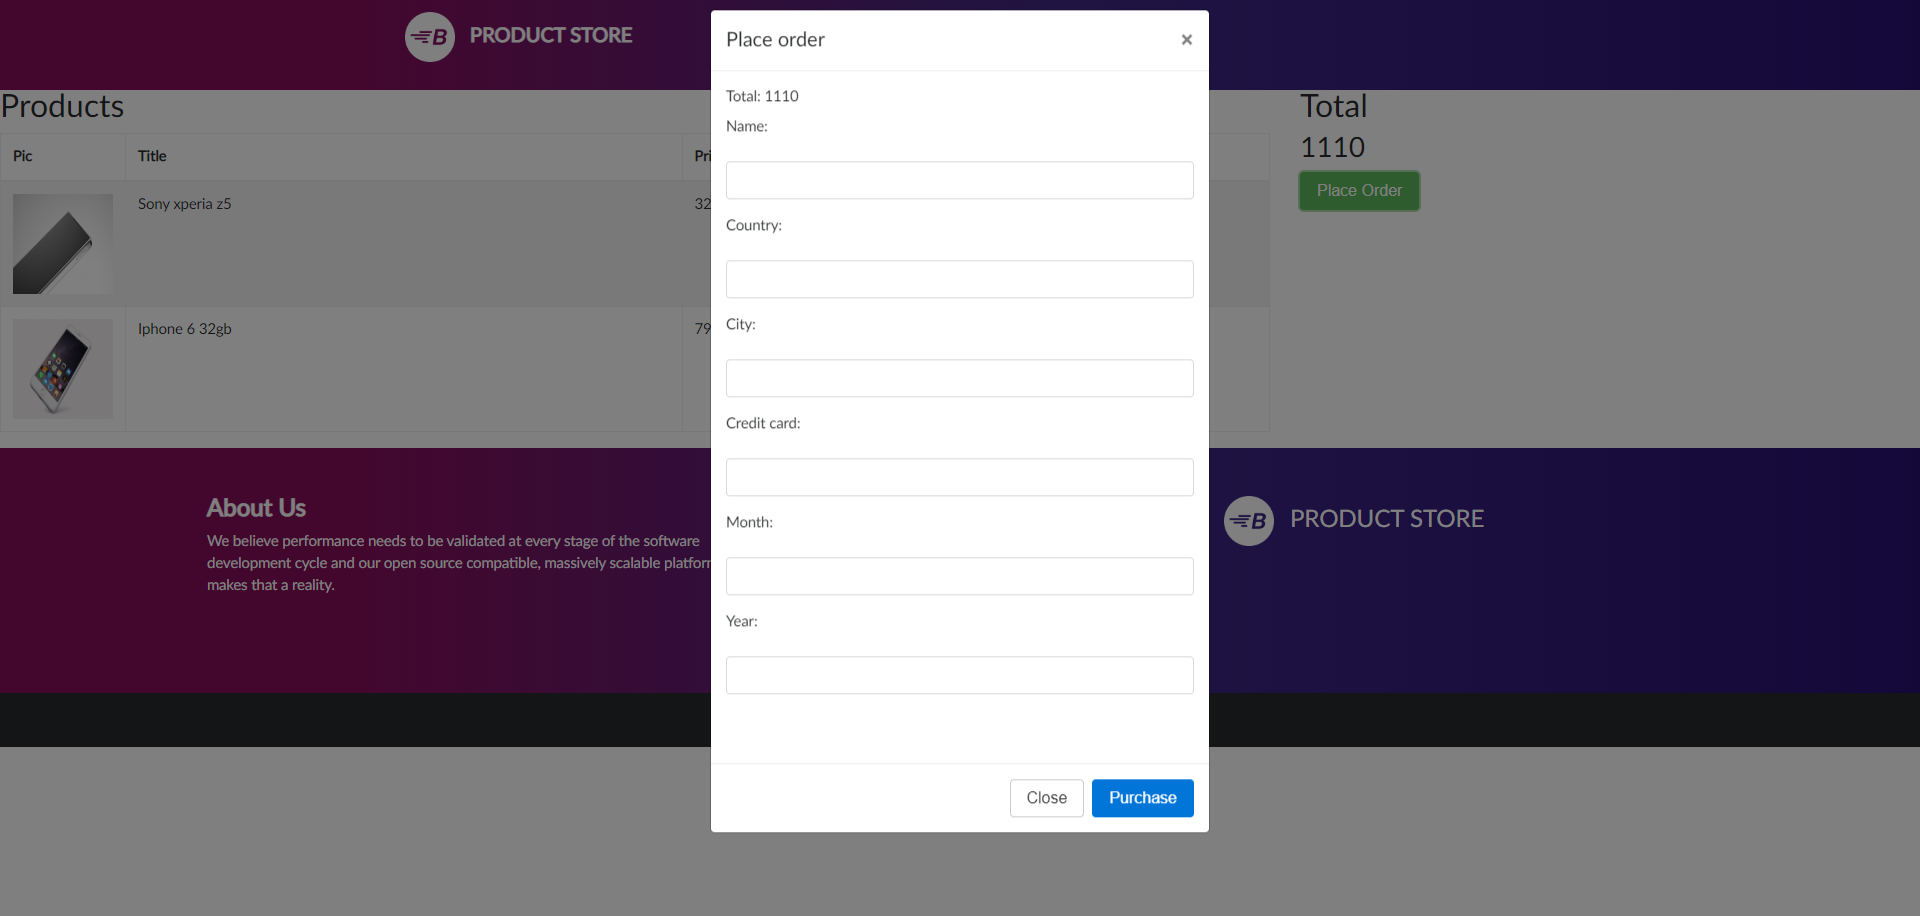 PRODUCT STORE
Place order
×
Products
Total: 1110
Total
Name:
1110
Pic
Title
Pri
Place Order
Sony xperia z5
32
Country:
City:
Iphone 6 32gb
79
Credit card:
Month:
About Us
We believe performance needs to be validated at every stage of the software
development cycle and our open source compatible, massively scalable platfor
makes that a reality.
B
PRODUCT STORE
Year:
Close
Purchase